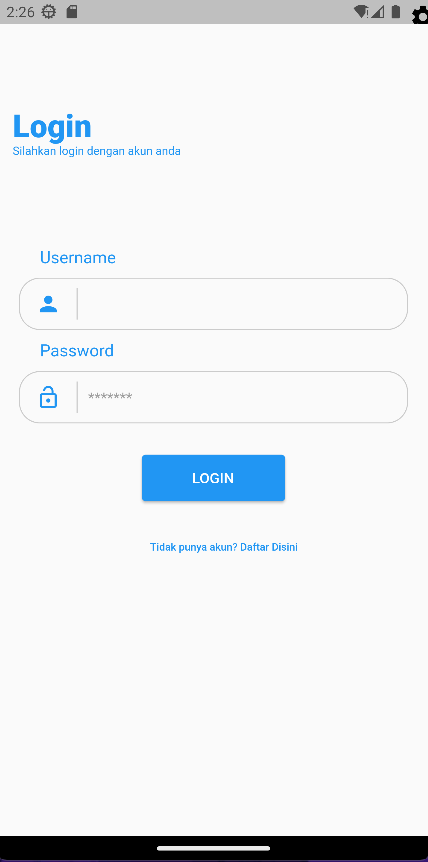 2:26
Login
Silahkan login dengan akun anda
Username
Password
*******
LOGIN
Tidak punya akun? Daftar Disini